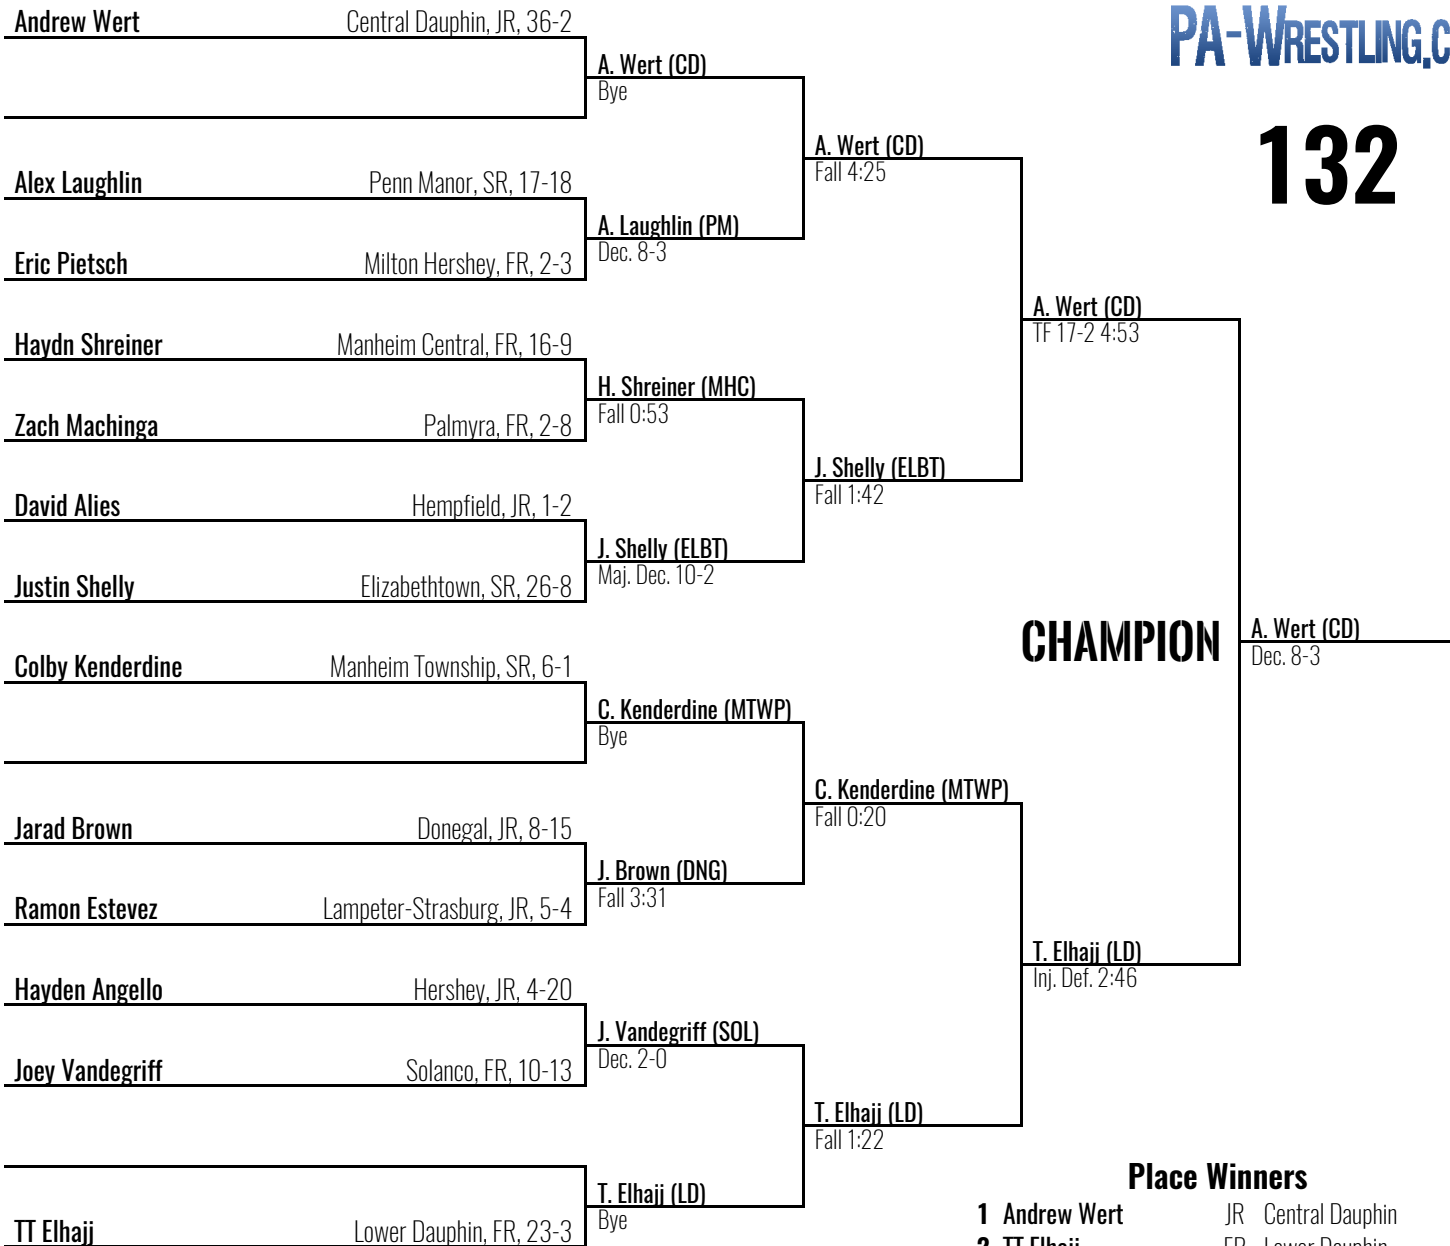 PA-WRESTLING.C
132
Andrew Wert Central Dauphin, JR, 36-2
A. Wert (CD)
Bye
A. Wert (CD)
Fall 4:25
Alex Laughlin Penn Manor, SR, 17-18
A. Laughlin (PM)
Dec. 8-3
Eric Pietsch Milton Hershey, FR, 2-3
A. Wert (CD)
TF 17-2 4:53
Haydn Shreiner Manheim Central, FR, 16-9
H. Shreiner (MHC)
Fall 0:53
Zach Machinga Palmyra, FR, 2-8
J. Shelly (ELBT)
Fall 1:42
David Alies Hempfield, JR, 1-2
J. Shelly (ELBT)
Maj. Dec. 10-2
Justin Shelly Elizabethtown, SR, 26-8
CHAMPION
A. Wert (CD)
Dec. 8-3
Colby Kenderdine Manheim Township, SR, 6-1
C. Kenderdine (MTWP)
Bye
C. Kenderdine (MTWP)
Fall 0:20
Jarad Brown Donegal, JR, 8-15
J. Brown (DNG)
Fall 3:31
Ramon Estevez Lampeter-Strasburg, JR, 5-4
T. Elhajj (LD)
Inj. Def. 2:46
Hayden Angello Hershey, JR, 4-20
J. Vandegriff (SOL)
Dec. 2-0
Joey Vandegriff Solanco, FR, 10-13
T. Elhajj (LD)
Fall 1:22
T. Elhajj (LD)
Bye
TT Elhajj Lower Dauphin, FR, 23-3
Place Winners
1 Andrew Wert JR Central Dauphin
2 TT Elhajj FR Lower Dauphin